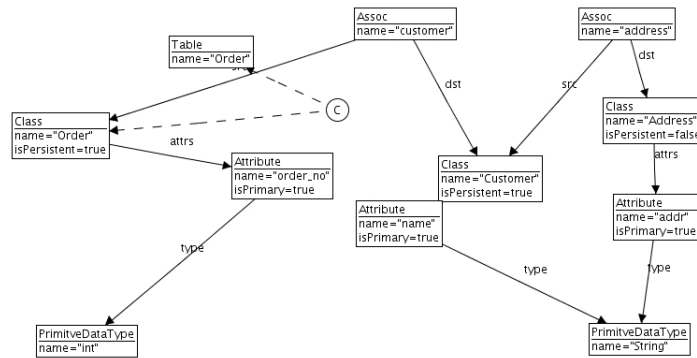 Assoc
name="customer"
Assoc
name="address"
Table
name="Order"
src
dst
src
dst
C
Class
name="Order"
isPersistent=true
attrs
Class
name="Address"
isPersistent=false
attrs
Attribute
name="order_no"
isPrimary=true
Class
name="Customer"
isPersistent=true
Attribute
name="name"
isPrimary=true
Attribute
name="addr"
isPrimary=true
type
type
type
PrimitveDataType
name="Int"
PrimitveDataType
name="String"